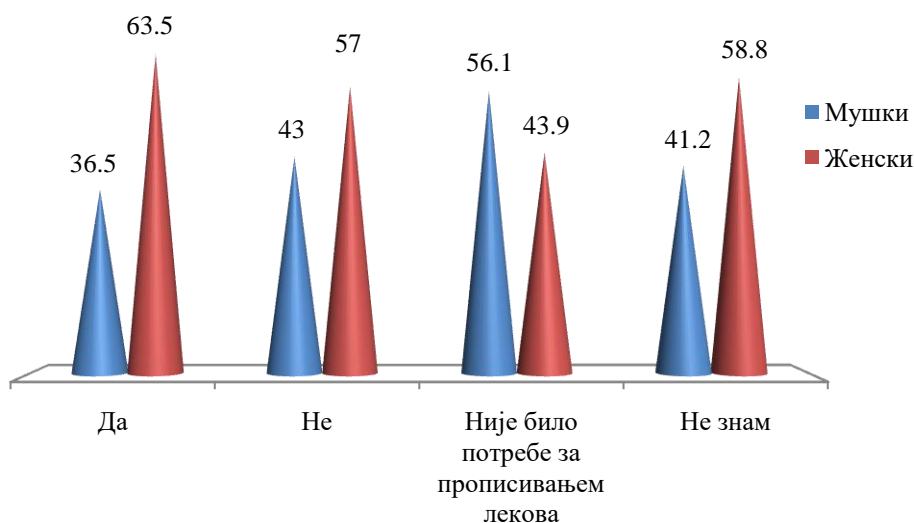 63.5
57
58.8
56.1
43
43.9
41.2
36.5
Мушки
Женски
Да
Не
Није било
потребе за
прописивањем
лекова
Не знам